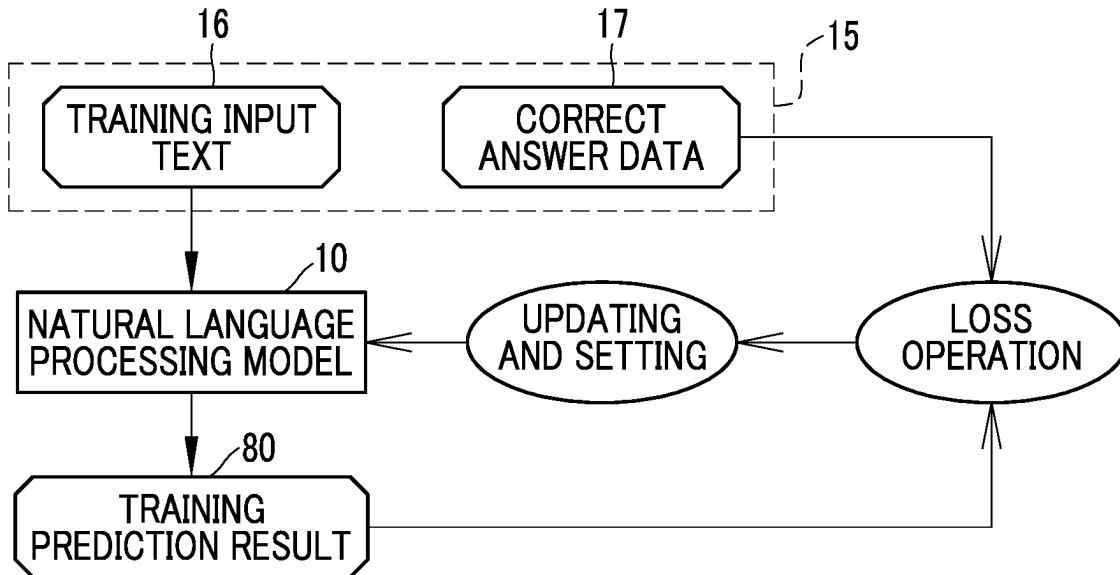 16
17
15
TRAINING INPUT
TEXT
CORRECT
ANSWER DATA
10
NATURAL LANGUAGE
PROCESSING MODEL
UPDATING
AND SETTING
LOSS
OPERATION
80
TRAINING
PREDICTION RESULT